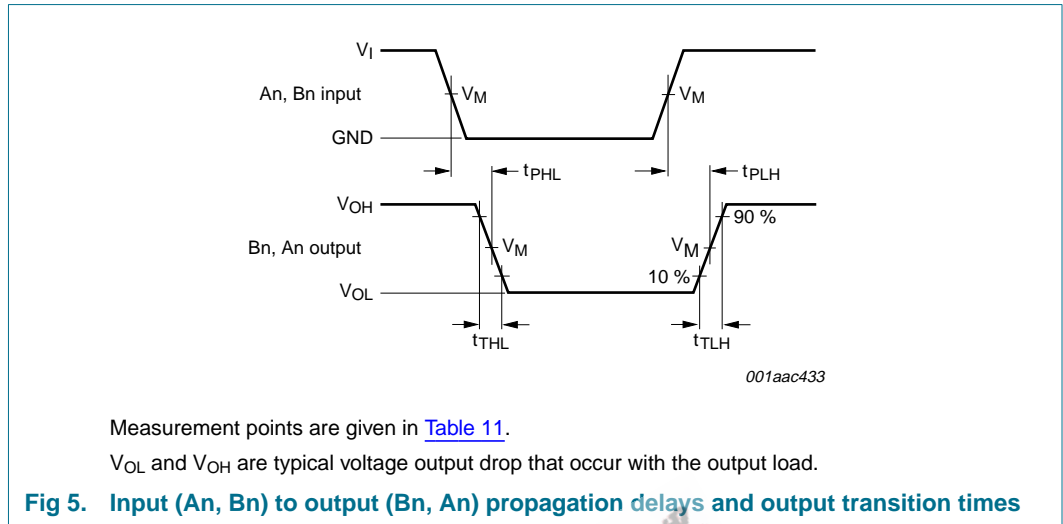 VI
An, Bn input
VM
VM
GND
tPHL
tPLH
VOH
90 %
Bn, An output
VM
VM
10 %
VOL
tTHL
tTLH
001aac433
Measurement points are given in Table 11.
VOL and VOH are typical voltage output drop that occur with the output load.
Fig 5. Input (An, Bn) to output (Bn, An) propagation delays and output transition times